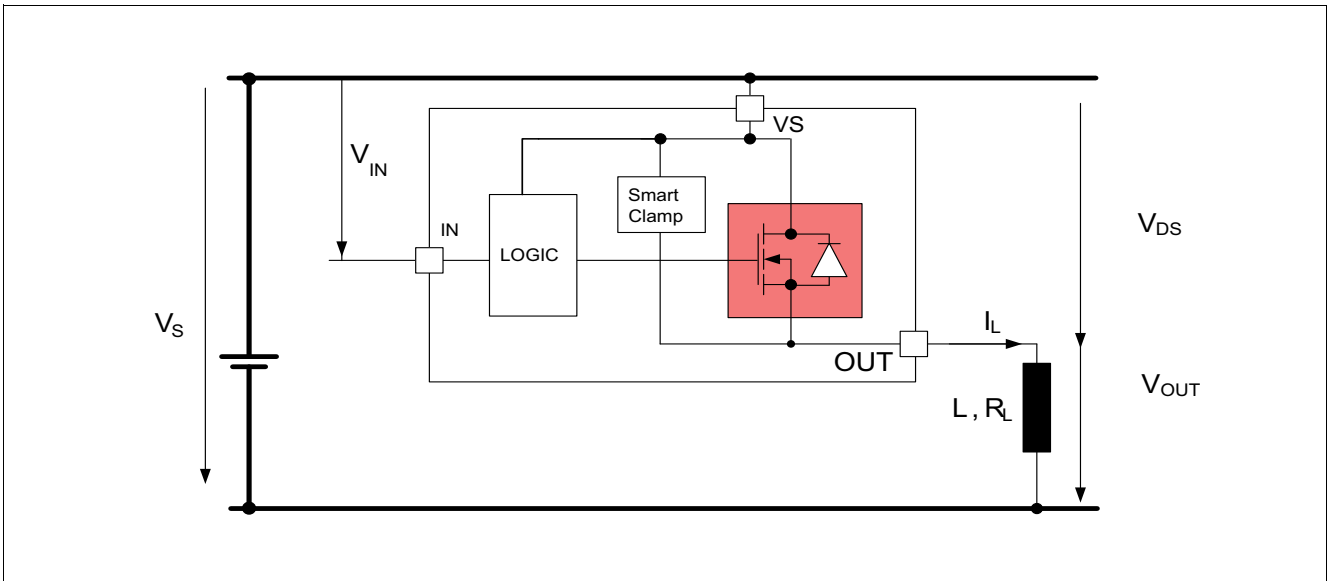 VS
V_IN
Smart
Clamp
V_DS
IN
LOGIC
V_S
I_L
OUT
V_OUT
L , R_L